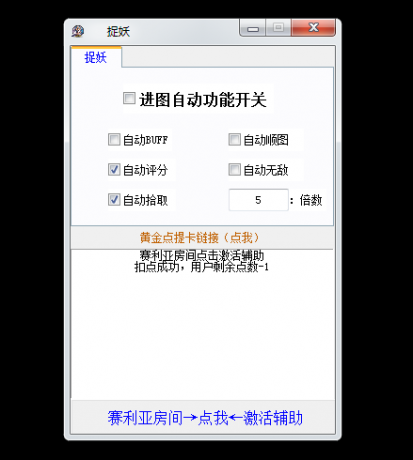 捉妖
捉妖
进图自动功能开关
自动BUFF
自动顺图
自动评分
自动无敌
自动拾取
5 : 倍数
黄金点提卡链接（点我）
赛利亚房间点击激活辅助
扣点成功，用户剩余点数-1
赛利亚房间→点我←激活辅助